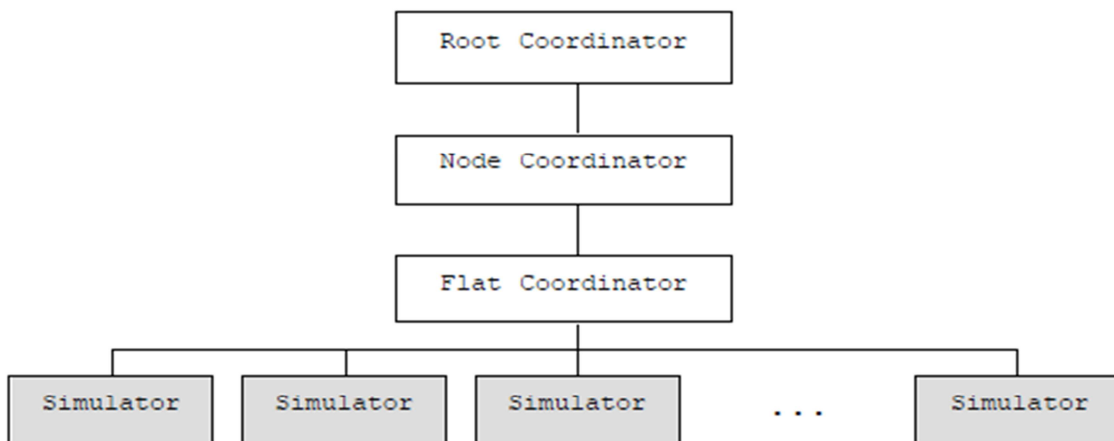 Root Coordinator
Node Coordinator
Flat Coordinator
Simulator Simulator Simulator ... Simulator